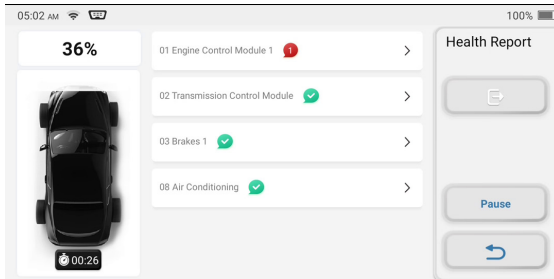 05:02 AM
100%
36%
00:26
01 Engine Control Module 1 1
02 Transmission Control Module
03 Brakes 1
08 Air Conditioning
Health Report
Pause